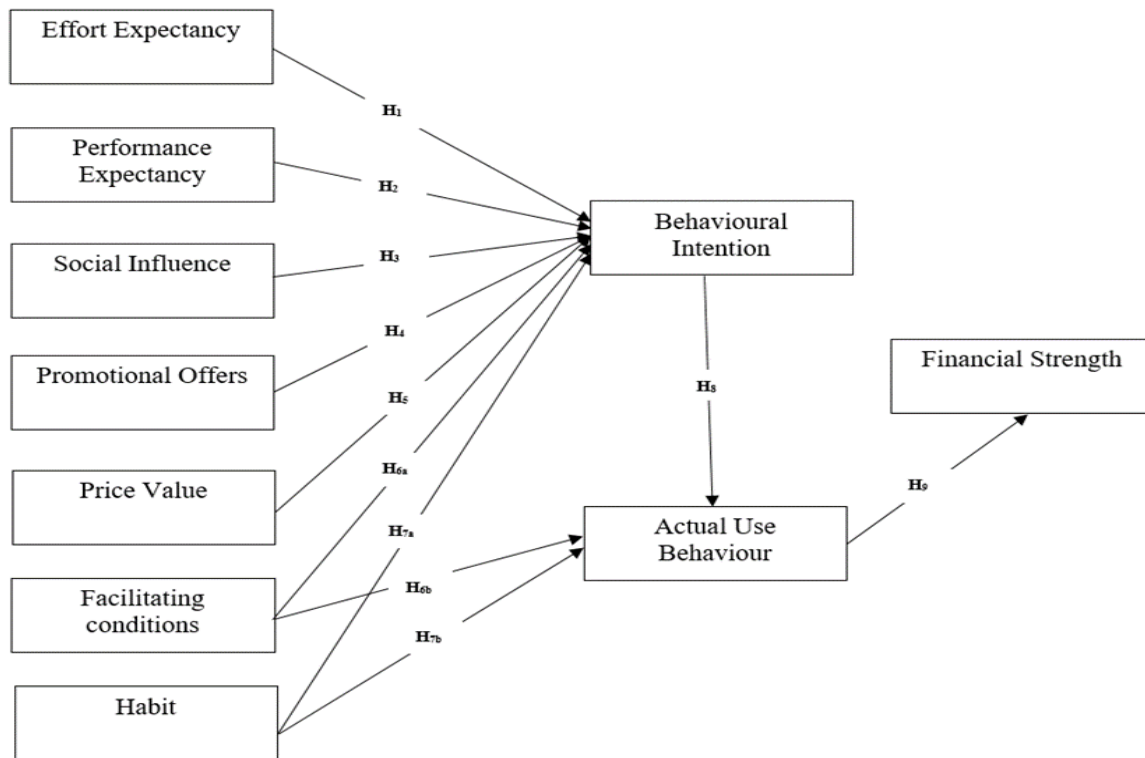 Effort Expectancy
H₁
Performance
Expectancy
H₂
Behavioural
Intention
Social Influence
H₃
Promotional Offers
H₄
Financial Strength
H₅
H₈
Price Value
H₆ₐ
H₉
H₇ₐ
Actual Use
Behaviour
Facilitating
conditions
H6b
H7b
Habit